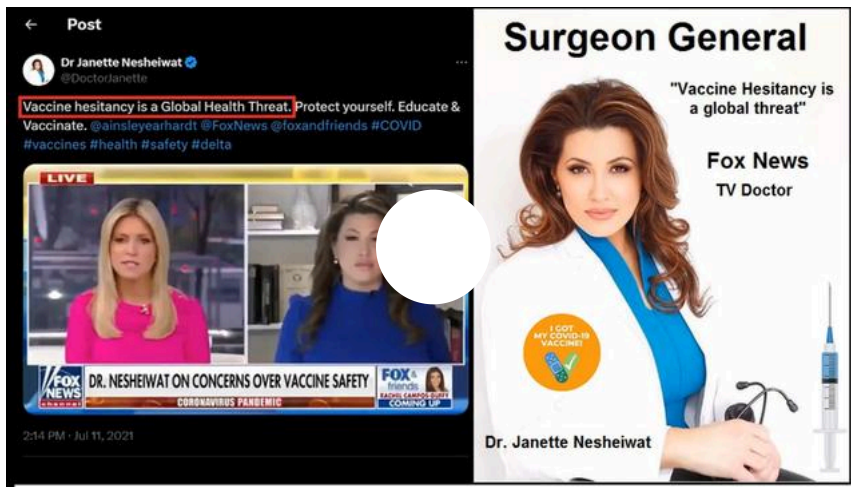 Post
Dr Janette Nesheiwat
@DoctorJanette
Vaccine hesitancy is a Global Health Threat. Protect yourself. Educate &
Vaccinate. @ainsleyearhardt @FoxNews @foxandfriends #COVID
#vaccines #health #safety #delta
LIVE
FOX
NEWS
channel
DR. NESHEIWAT ON CONCERNS OVER VACCINE SAFETY
CORONAVIRUS PANDEMIC
FOX &
friends
RACHEL CAMPOS-DUFFY
COMING UP
2:14 PM · Jul 11, 2021
Surgeon General
"Vaccine Hesitancy is
a global threat"
Fox News
TV Doctor
I GOT
MY COVID-19
VACCINE!
Dr. Janette Nesheiwat